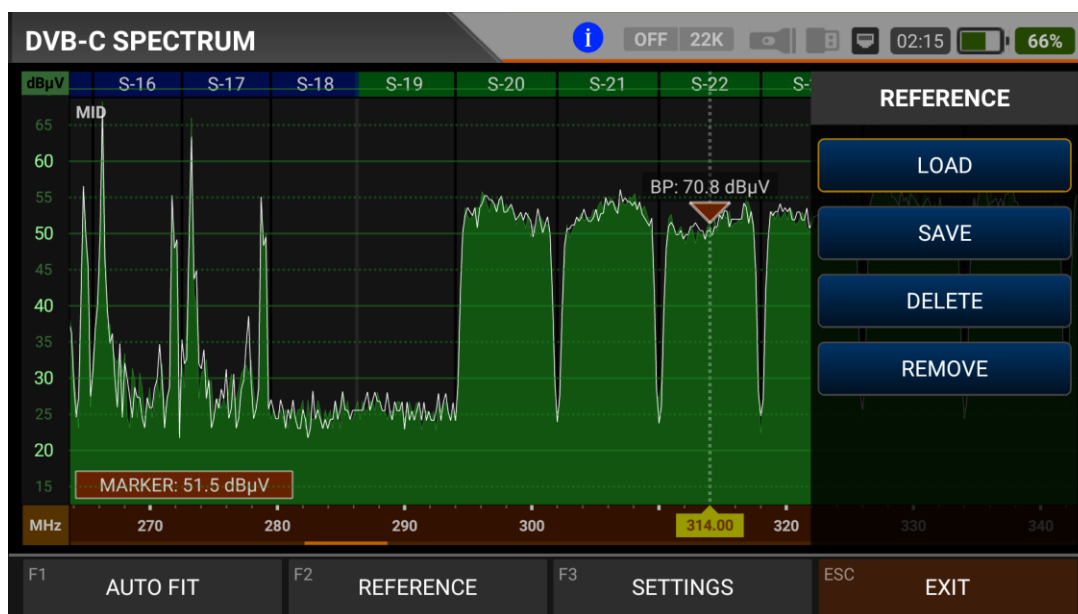 DVB-C SPECTRUM
i OFF 22K 02:15 66%
dBµV S-16 S-17 S-18 S-19 S-20 S-21 S-22 S-
REFERENCE
MID
65
60
55
50
45
40
35
30
25
20
15
BP: 70.8 dBµV
LOAD
SAVE
DELETE
REMOVE
MARKER: 51.5 dBµV
MHz 270 280 290 300 314.00 320 330 340
F1 AUTO FIT
F2 REFERENCE
F3 SETTINGS
ESC EXIT